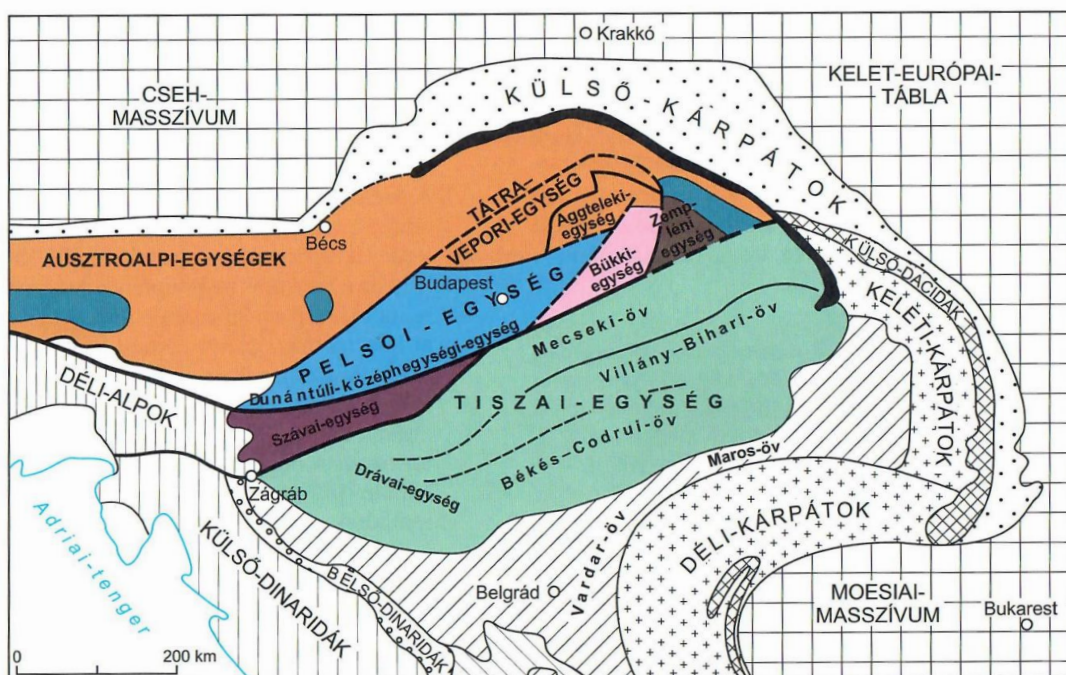 Krakkó
CSEH-
MASSZÍVUM
KÜLSŐ-KÁRPÁTOK
KELET-EURÓPAI-
TÁBLA
Bécs
AUSZTROALPI-EGYSÉGEK
TÁTRA–
VEPORI-EGYSÉG
Aggteleki-
egység
Zemp-
léni
egység
Bükki-
egység
Budapest
PELSOI-EGYSÉG
Dunántúli-középhegységi-egység
KÜLSŐ-DACIDÁK
KELET-KÁRPÁTOK
Mecseki-öv
Villány–Bihari-öv
TISZAI-EGYSÉG
Békés–Codrui-öv
Drávai-egység
Szávai-egység
DÉLI-ALPOK
Zágráb
Adriai-tenger
KÜLSŐ-DINARIDÁK
BELSŐ-DINARIDÁK
Maros-öv
Vardar-öv
Belgrád
DÉLI-KÁRPÁTOK
MOESIAI-
MASSZÍVUM
Bukarest
0 200 km